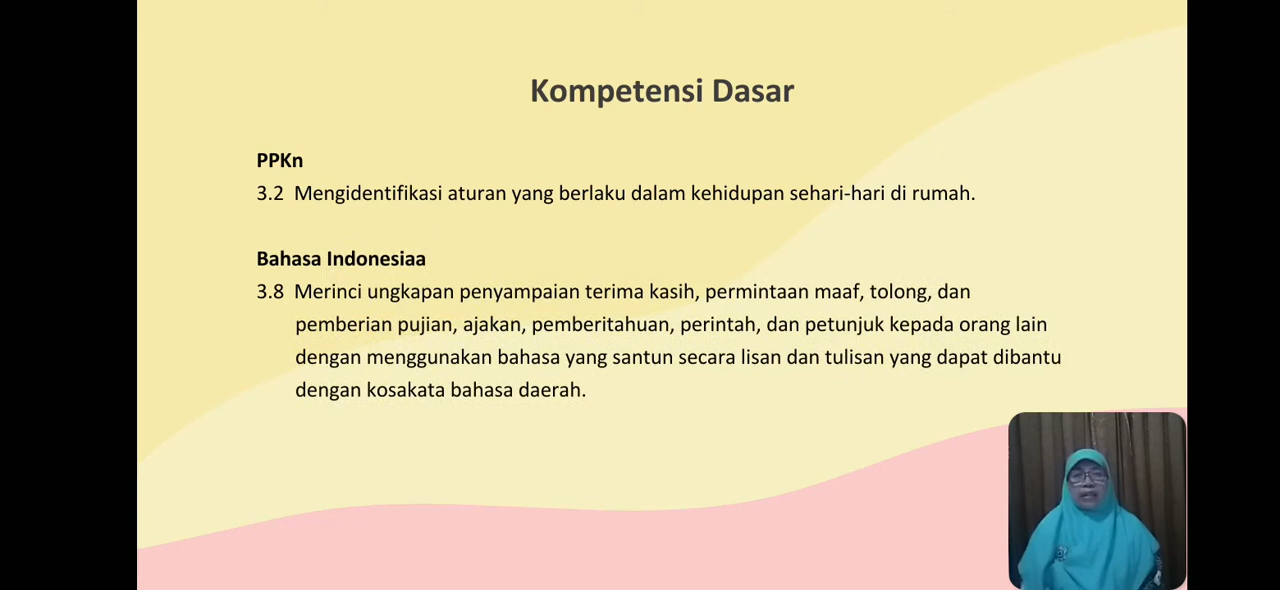 Kompetensi Dasar
PPKn
3.2 Mengidentifikasi aturan yang berlaku dalam kehidupan sehari-hari di rumah.
Bahasa Indonesiaa
3.8 Merinci ungkapan penyampaian terima kasih, permintaan maaf, tolong, dan
pemberian pujian, ajakan, pemberitahuan, perintah, dan petunjuk kepada orang lain
dengan menggunakan bahasa yang santun secara lisan dan tulisan yang dapat dibantu
dengan kosakata bahasa daerah.